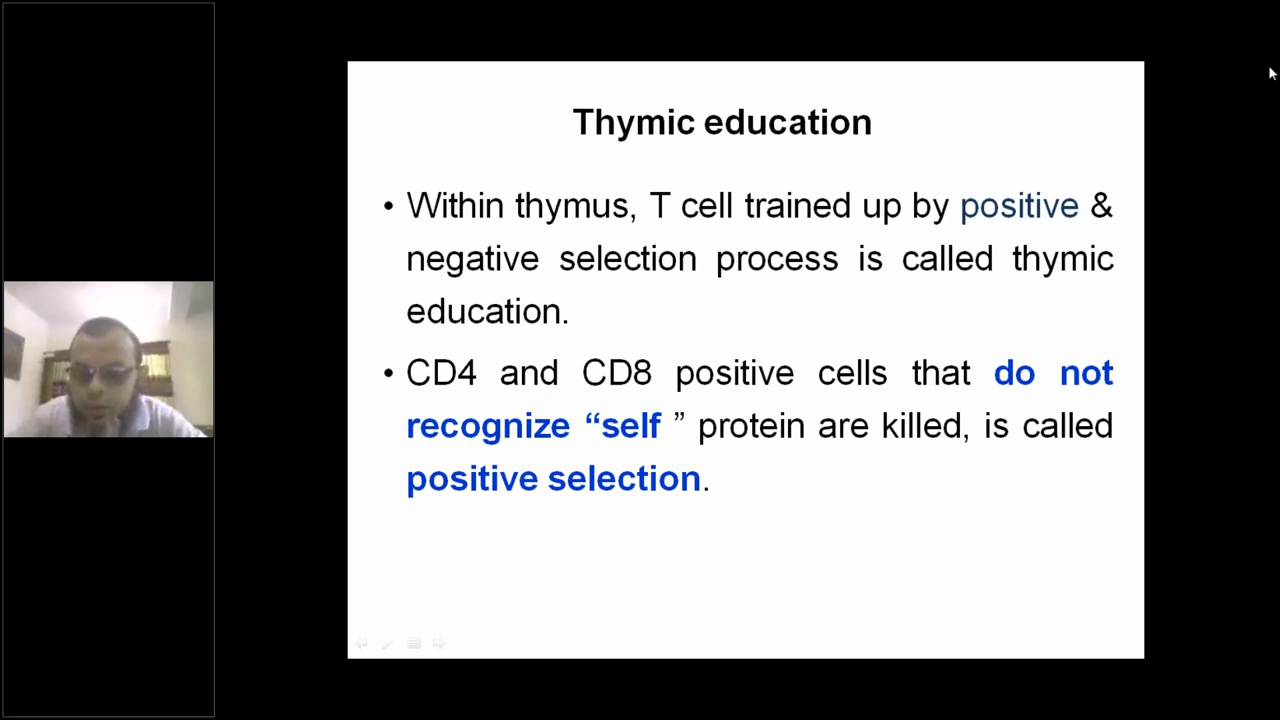 Thymic education
• Within thymus, T cell trained up by positive &
negative selection process is called thymic
education.
• CD4 and CD8 positive cells that do not
recognize “self ” protein are killed, is called
positive selection.